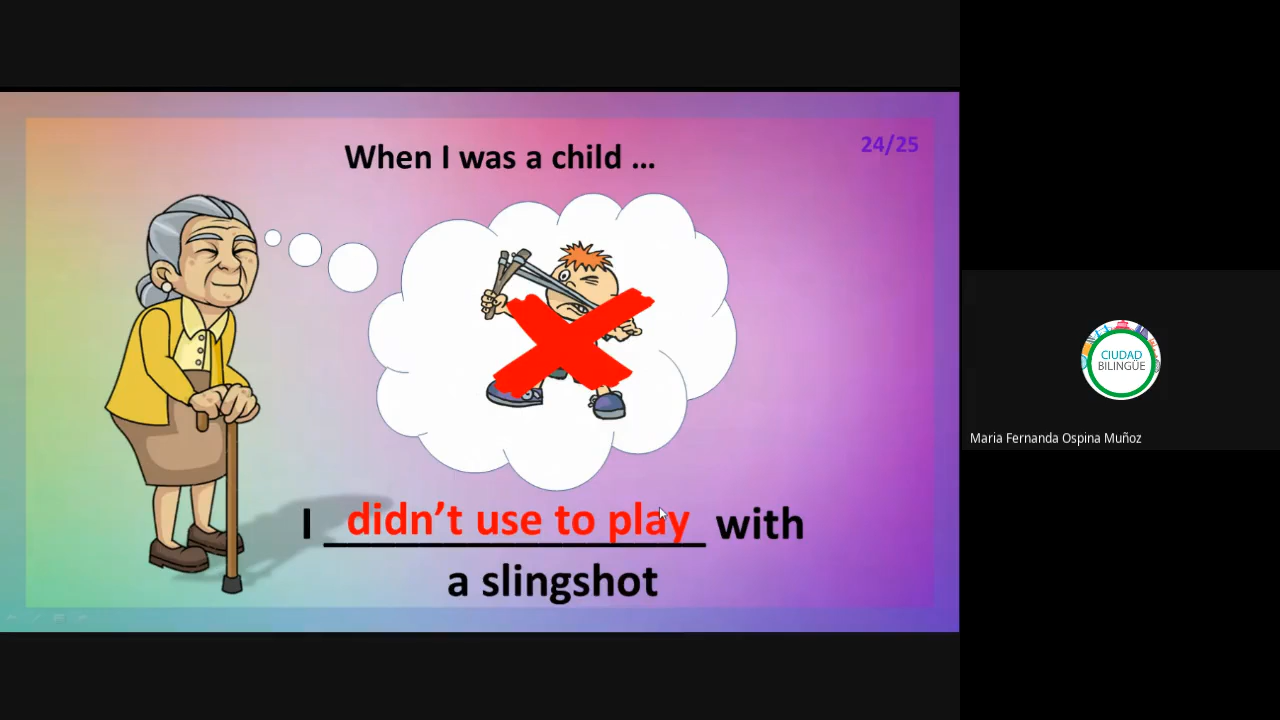 When I was a child ...
24/25
I didn’t use to play with
a slingshot
CIUDAD
BILINGÜE
Maria Fernanda Ospina Muñoz